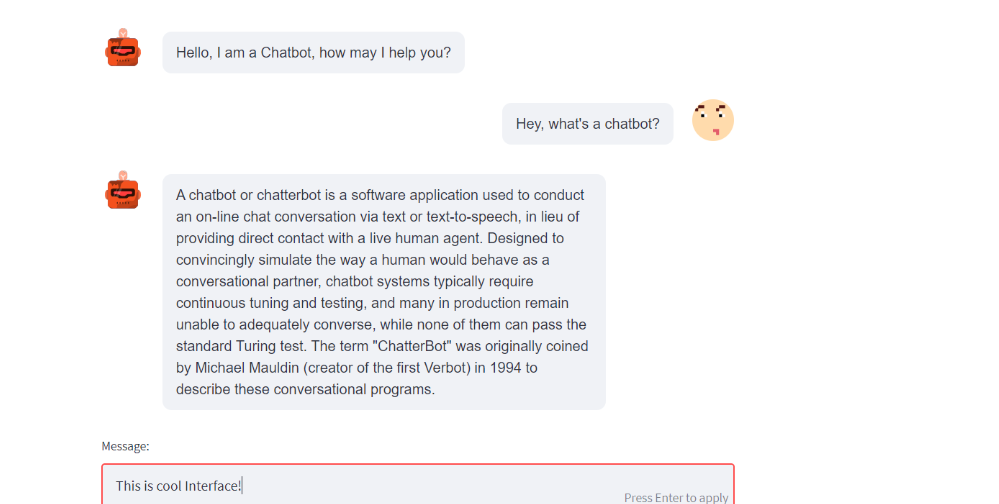 Hello, I am a Chatbot, how may I help you?
Hey, what's a chatbot?
A chatbot or chatterbot is a software application used to conduct
an on-line chat conversation via text or text-to-speech, in lieu of
providing direct contact with a live human agent. Designed to
convincingly simulate the way a human would behave as a
conversational partner, chatbot systems typically require
continuous tuning and testing, and many in production remain
unable to adequately converse, while none of them can pass the
standard Turing test. The term "ChatterBot" was originally coined
by Michael Mauldin (creator of the first Verbot) in 1994 to
describe these conversational programs.
Message:
This is cool Interface!
Press Enter to apply